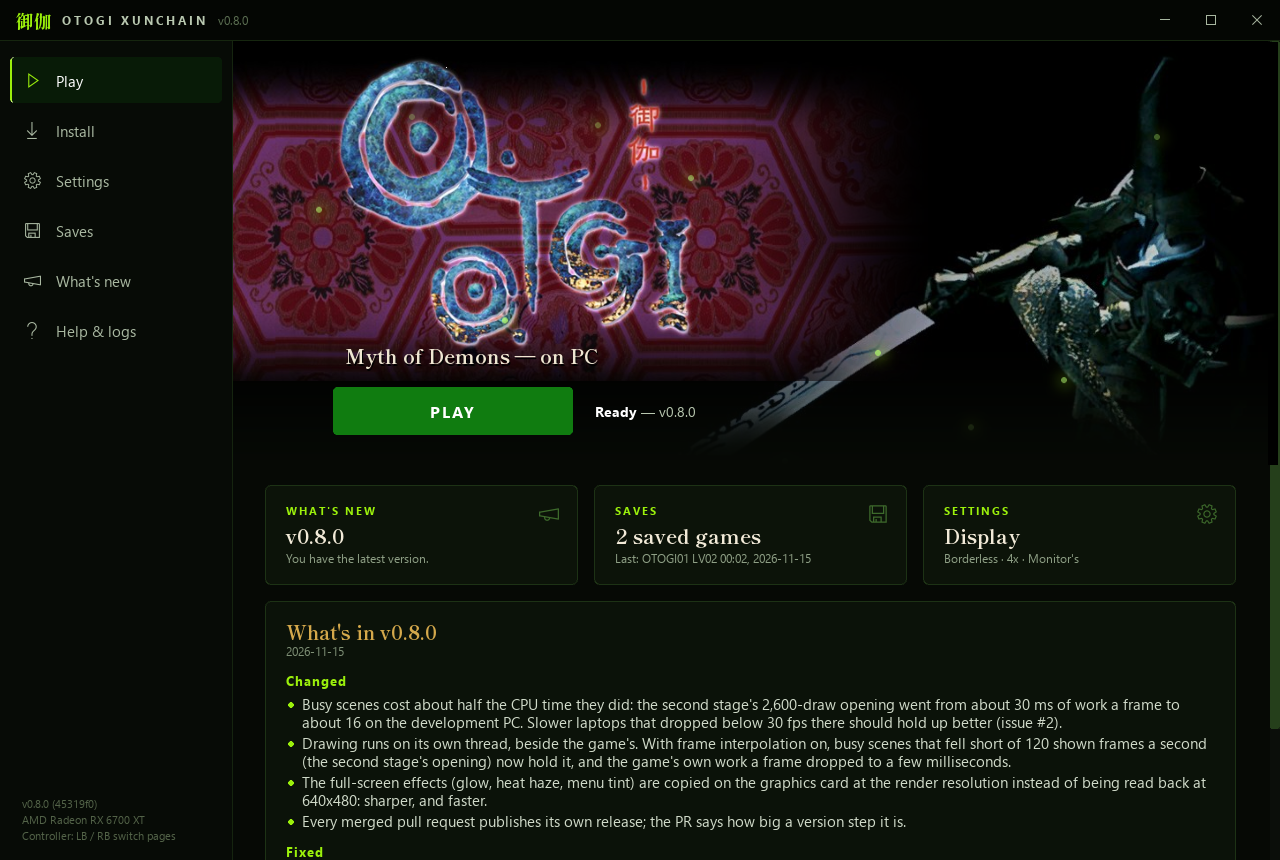 御伽 OTOGI XUNCHAIN v0.8.0
Play
Install
Settings
Saves
What's new
Help & logs
v0.8.0 (45319f0)
AMD Radeon RX 6700 XT
Controller: LB / RB switch pages
OTOGI
御伽
Myth of Demons — on PC
PLAY
Ready — v0.8.0
WHAT'S NEW
v0.8.0
You have the latest version.
SAVES
2 saved games
Last: OTOGI01 LV02 00:02, 2026-11-15
SETTINGS
Display
Borderless · 4x · Monitor's
What's in v0.8.0
2026-11-15
Changed
Busy scenes cost about half the CPU time they did: the second stage's 2,600-draw opening went from about 30 ms of work a frame to
about 16 on the development PC. Slower laptops that dropped below 30 fps there should hold up better (issue #2).
Drawing runs on its own thread, beside the game's. With frame interpolation on, busy scenes that fell short of 120 shown frames a second
(the second stage's opening) now hold it, and the game's own work a frame dropped to a few milliseconds.
The full-screen effects (glow, heat haze, menu tint) are copied on the graphics card at the render resolution instead of being read back at
640x480: sharper, and faster.
Every merged pull request publishes its own release; the PR says how big a version step it is.
Fixed